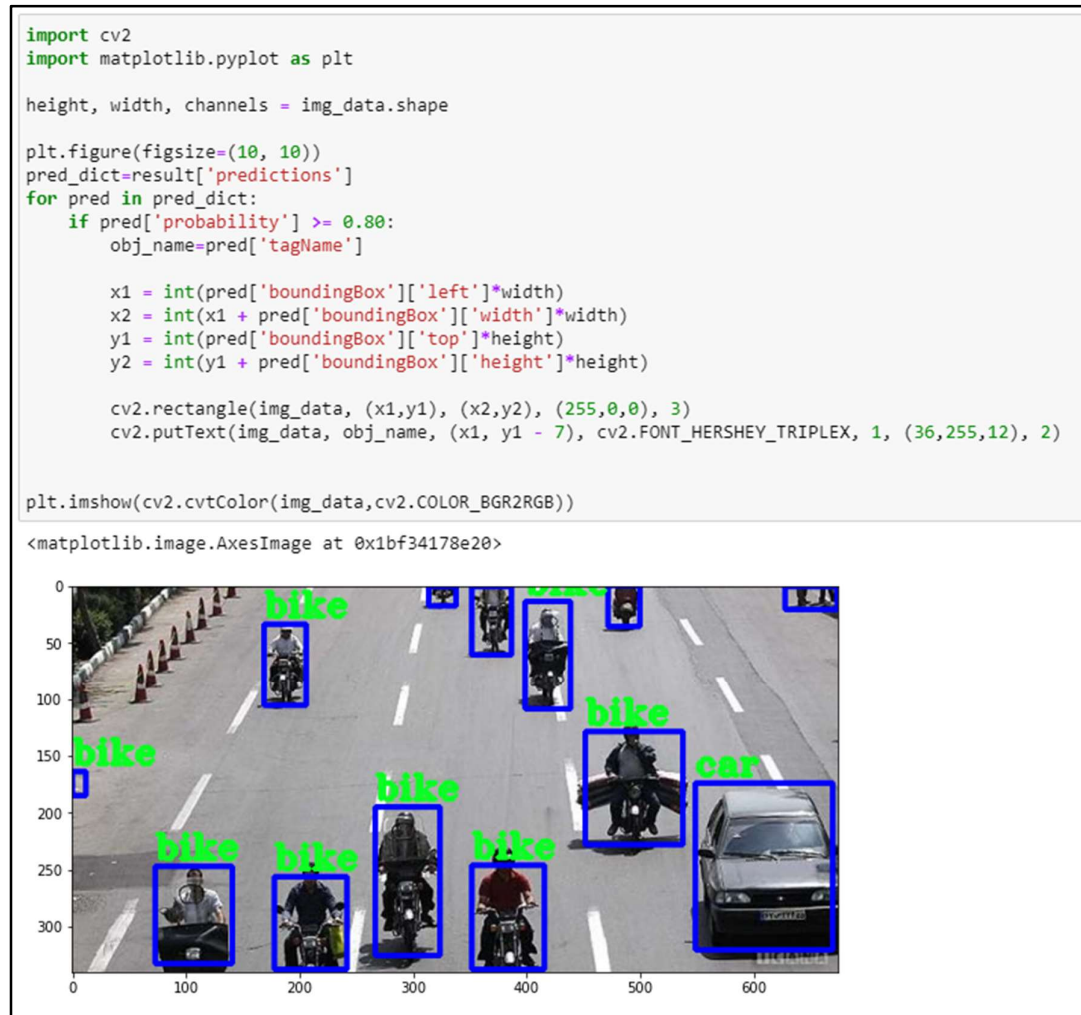 import cv2
import matplotlib.pyplot as plt
height, width, channels = img_data.shape
plt.figure(figsize=(10, 10))
pred_dict=result['predictions']
for pred in pred_dict:
    if pred['probability'] >= 0.80:
        obj_name=pred['tagName']
        x1 = int(pred['boundingBox']['left']*width)
        x2 = int(x1 + pred['boundingBox']['width']*width)
        y1 = int(pred['boundingBox']['top']*height)
        y2 = int(y1 + pred['boundingBox']['height']*height)
        cv2.rectangle(img_data, (x1,y1), (x2,y2), (255,0,0), 3)
        cv2.putText(img_data, obj_name, (x1, y1 - 7), cv2.FONT_HERSHEY_TRIPLEX, 1, (36,255,12), 2)
plt.imshow(cv2.cvtColor(img_data,cv2.COLOR_BGR2RGB))
<matplotlib.image.AxesImage at 0x1bf34178e20>
0
bike
bike
50
100
bike
150
bike
car
200
bike
250
bike
bike
bike
300
0
100
200
300
400
500
600